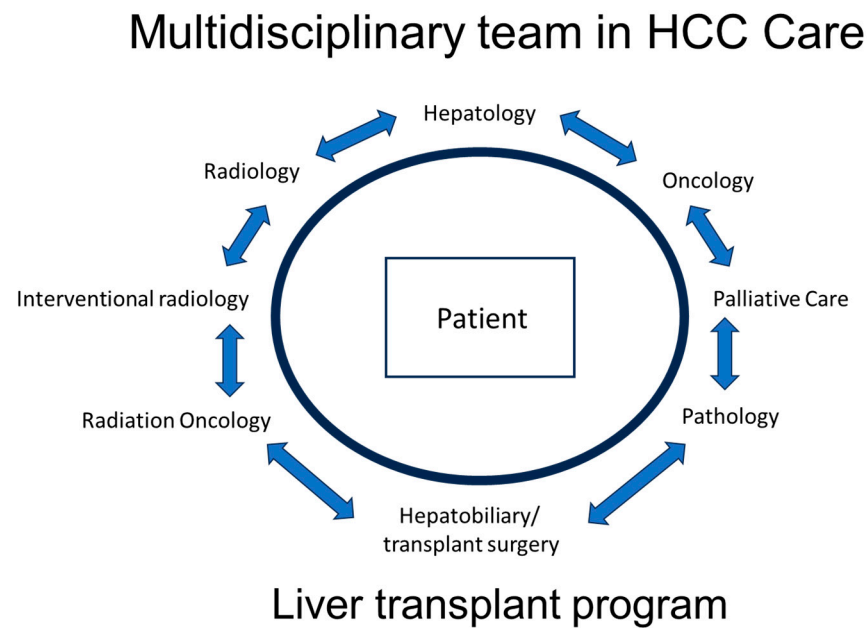 Multidisciplinary team in HCC Care
Hepatology
Radiology
Oncology
Interventional radiology
Patient
Palliative Care
Radiation Oncology
Pathology
Hepatobiliary/
transplant surgery
Liver transplant program